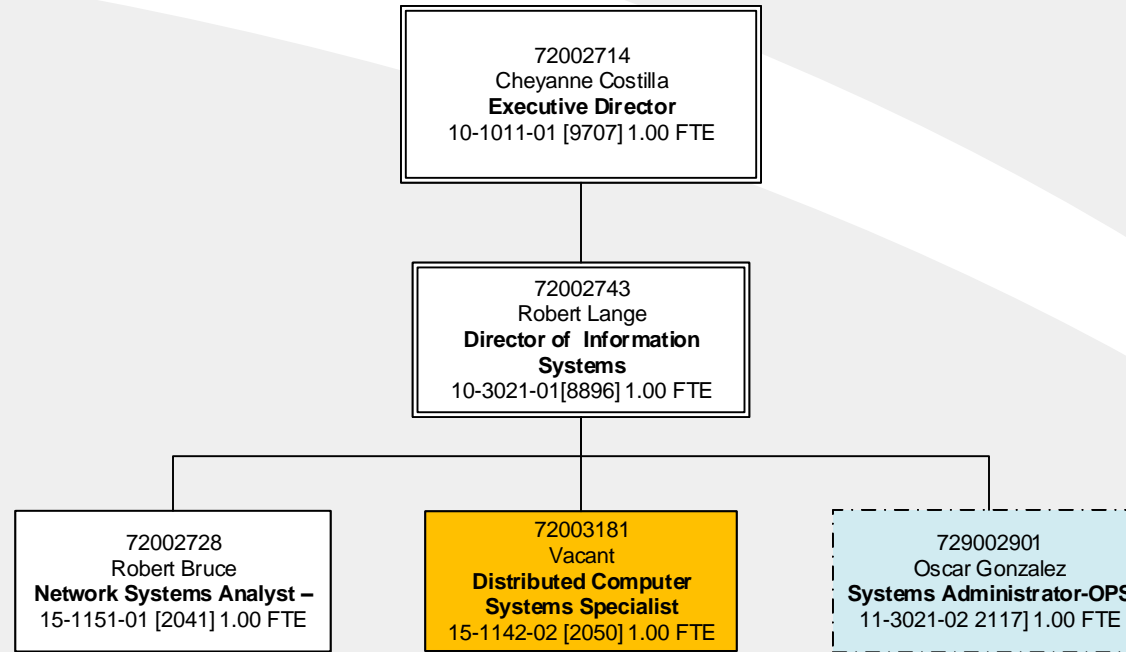 72002714
Cheyanne Costilla
Executive Director
10-1011-01 [9707] 1.00 FTE
72002743
Robert Lange
Director of Information
Systems
10-3021-01[8896] 1.00 FTE
72002728
Robert Bruce
Network Systems Analyst –
15-1151-01 [2041] 1.00 FTE
72003181
Vacant
Distributed Computer
Systems Specialist
15-1142-02 [2050] 1.00 FTE
729002901
Oscar Gonzalez
Systems Administrator-OPS
11-3021-02 2117] 1.00 FTE